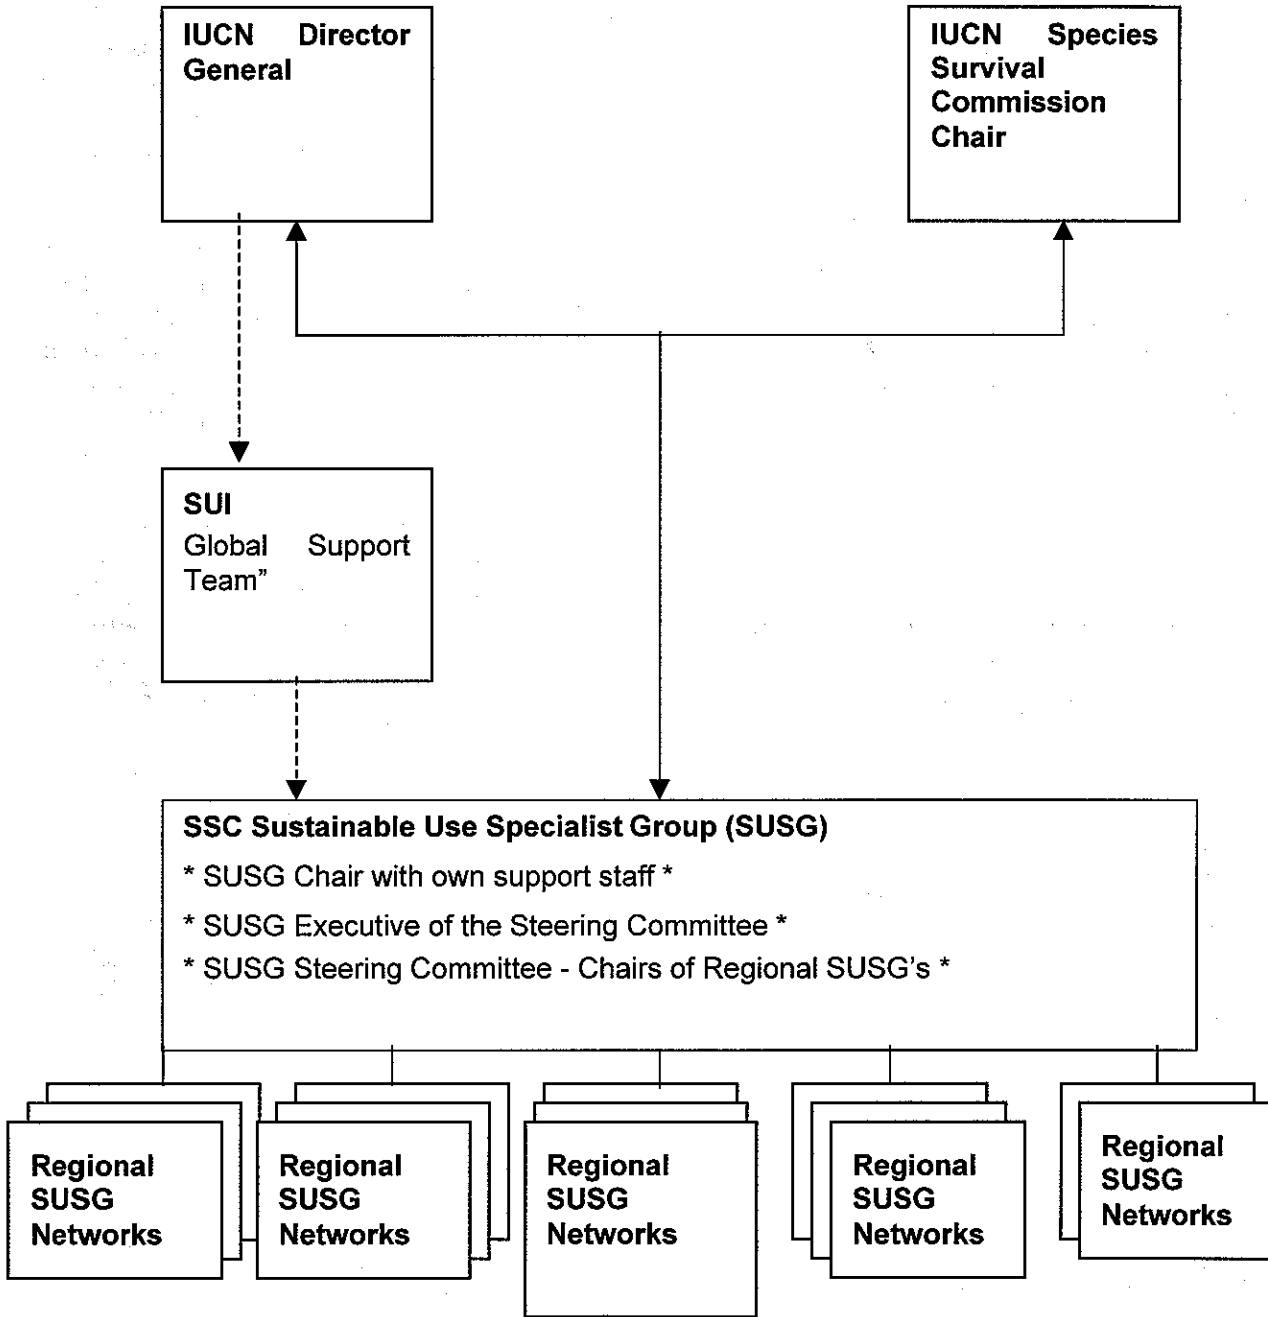 IUCN Director
General
IUCN Species
Survival
Commission
Chair
SUI
Global Support
Team”
SSC Sustainable Use Specialist Group (SUSG)
* SUSG Chair with own support staff *
* SUSG Executive of the Steering Committee *
* SUSG Steering Committee - Chairs of Regional SUSG's *
Regional
SUSG
Networks
Regional
SUSG
Networks
Regional
SUSG
Networks
Regional
SUSG
Networks
Regional
SUSG
Networks